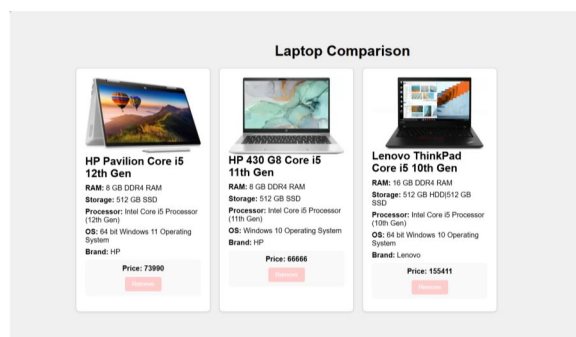 Laptop Comparison
HP Pavilion Core i5
12th Gen
RAM: 8 GB DDR4 RAM
Storage: 512 GB SSD
Processor: Intel Core i5 Processor
(12th Gen)
OS: 64 bit Windows 11 Operating
System
Brand: HP
Price: 73990
Remove
HP 430 G8 Core i5
11th Gen
RAM: 8 GB DDR4 RAM
Storage: 512 GB SSD
Processor: Intel Core i5 Processor
(11th Gen)
OS: Windows 10 Operating System
Brand: HP
Price: 66666
Remove
Lenovo ThinkPad
Core i5 10th Gen
RAM: 16 GB DDR4 RAM
Storage: 512 GB HDD|512 GB
SSD
Processor: Intel Core i5 Processor
(10th Gen)
OS: 64 bit Windows 10 Operating
System
Brand: Lenovo
Price: 155411
Remove